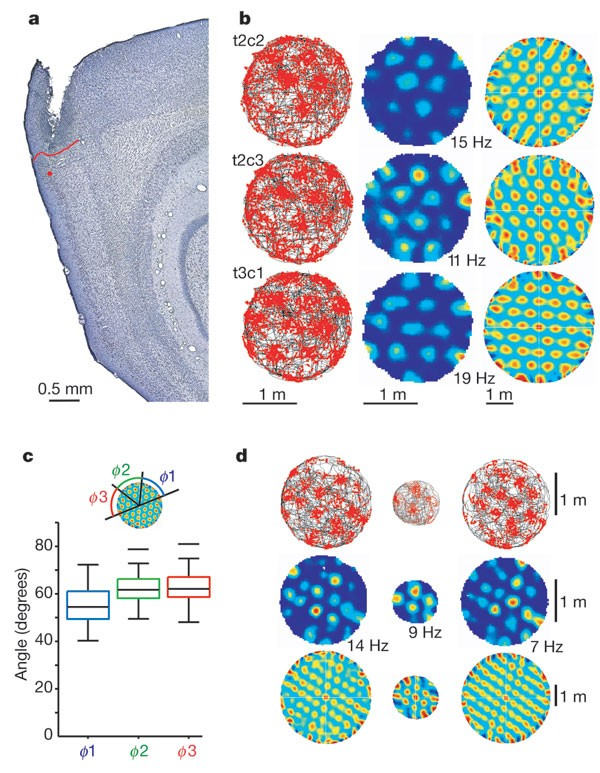 a
0.5 mm
b
t2c2
15 Hz
t2c3
11 Hz
t3c1
19 Hz
1 m
1 m
1 m
c
ϕ1
ϕ2
ϕ3
Angle (degrees)
80
60
40
20
0
ϕ1
ϕ2
ϕ3
d
1 m
14 Hz
9 Hz
7 Hz
1 m
1 m